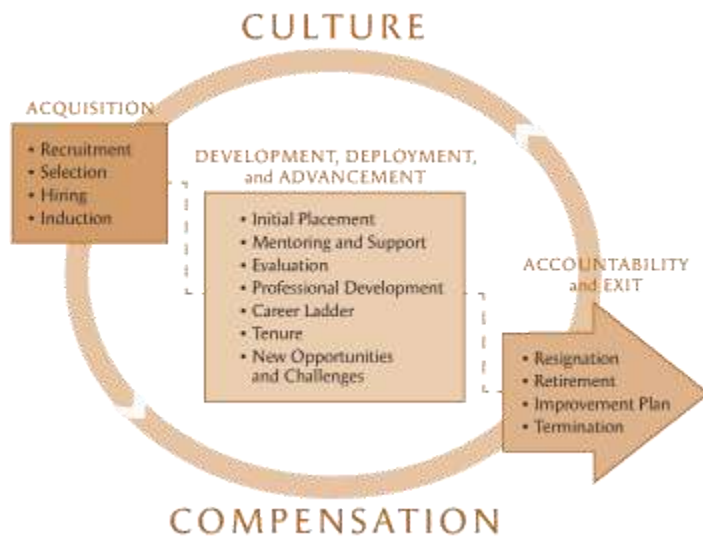 CULTURE
ACQUISITION
• Recruitment
• Selection
• Hiring
• Induction
DEVELOPMENT, DEPLOYMENT,
and ADVANCEMENT
• Initial Placement
• Mentoring and Support
• Evaluation
• Professional Development
• Career Ladder
• Tenure
• New Opportunities
and Challenges
ACCOUNTABILITY
and EXIT
• Resignation
• Retirement
• Improvement Plan
• Termination
COMPENSATION